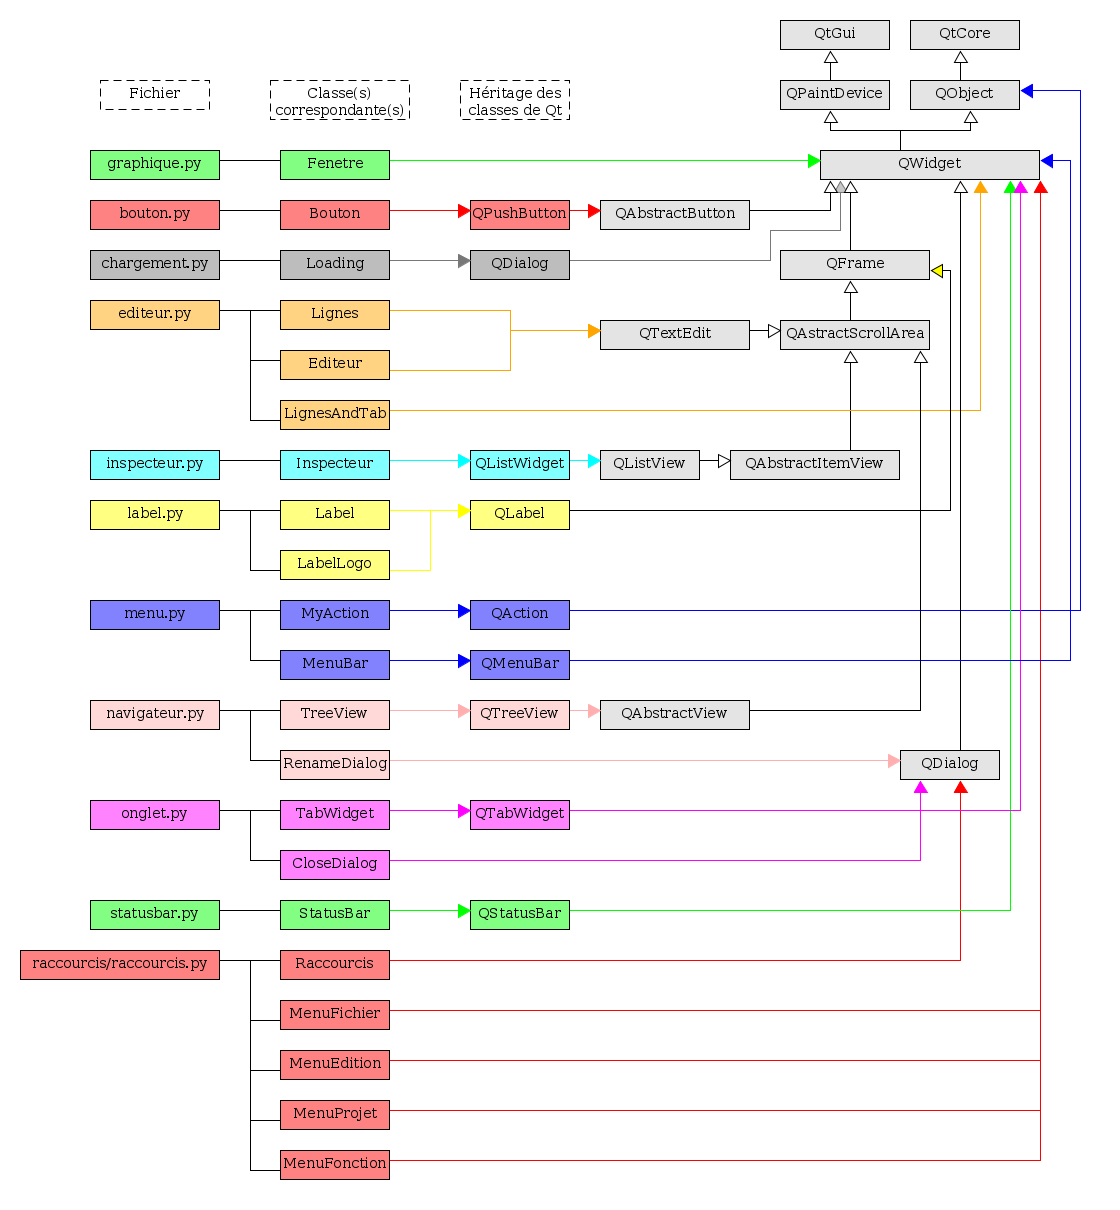 QtGui
QtCore
Fichier
Classe(s)
correspondante(s)
Héritage des
classes de Qt
QPaintDevice
QObject
graphique.py
Fenetre
QWidget
bouton.py
Bouton
QPushButton
QAbstractButton
chargement.py
Loading
QDialog
QFrame
editeur.py
Lignes
QTextEdit
QAstractScrollArea
Editeur
LignesAndTab
inspecteur.py
Inspecteur
QListWidget
QListView
QAbstractItemView
label.py
Label
QLabel
LabelLogo
menu.py
MyAction
QAction
MenuBar
QMenuBar
navigateur.py
TreeView
QTreeView
QAbstractView
RenameDialog
QDialog
onglet.py
TabWidget
QTabWidget
CloseDialog
statusbar.py
StatusBar
QStatusBar
raccourcis/raccourcis.py
Raccourcis
MenuFichier
MenuEdition
MenuProjet
MenuFonction